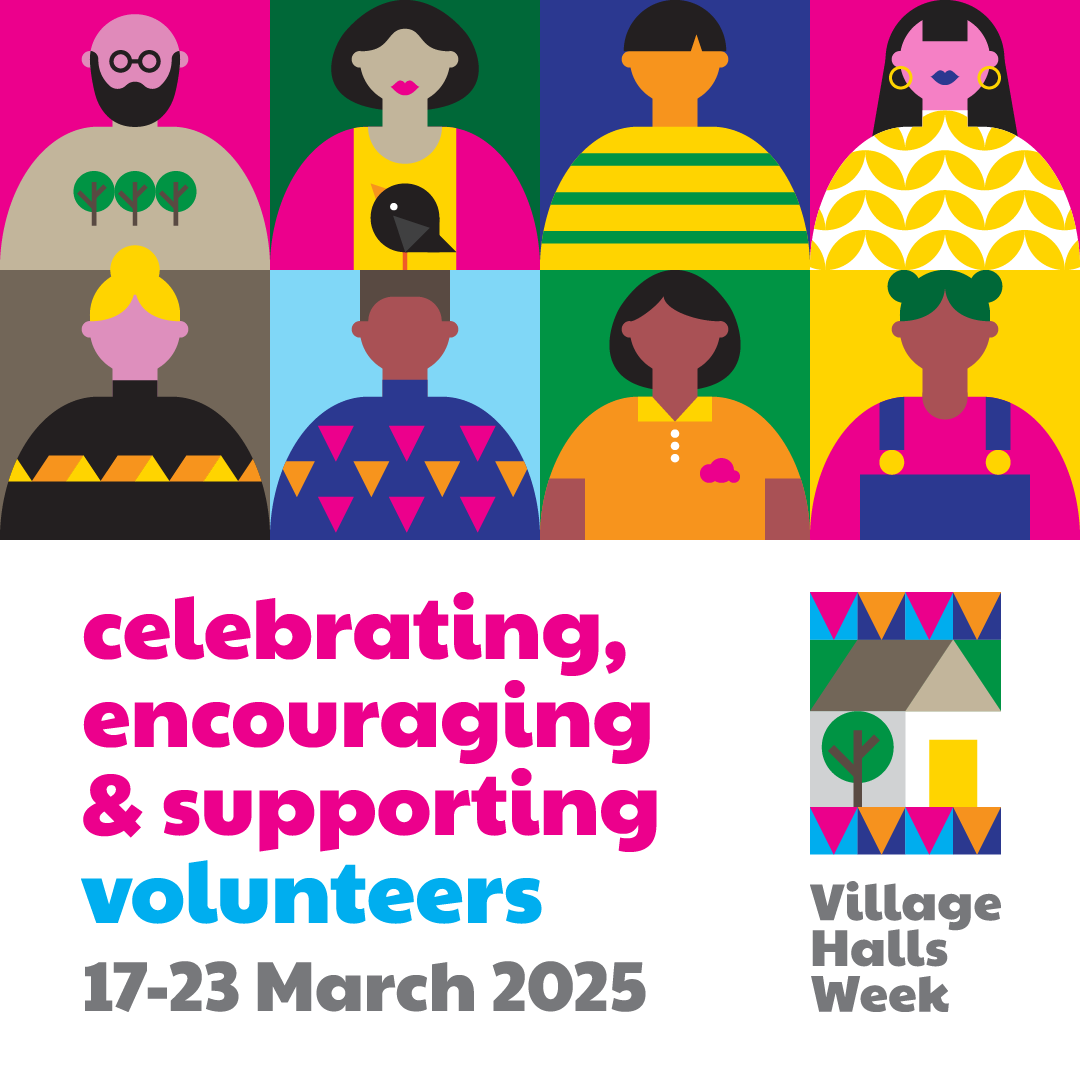 celebrating,
encouraging
& supporting
volunteers
17-23 March 2025
Village
Halls
Week